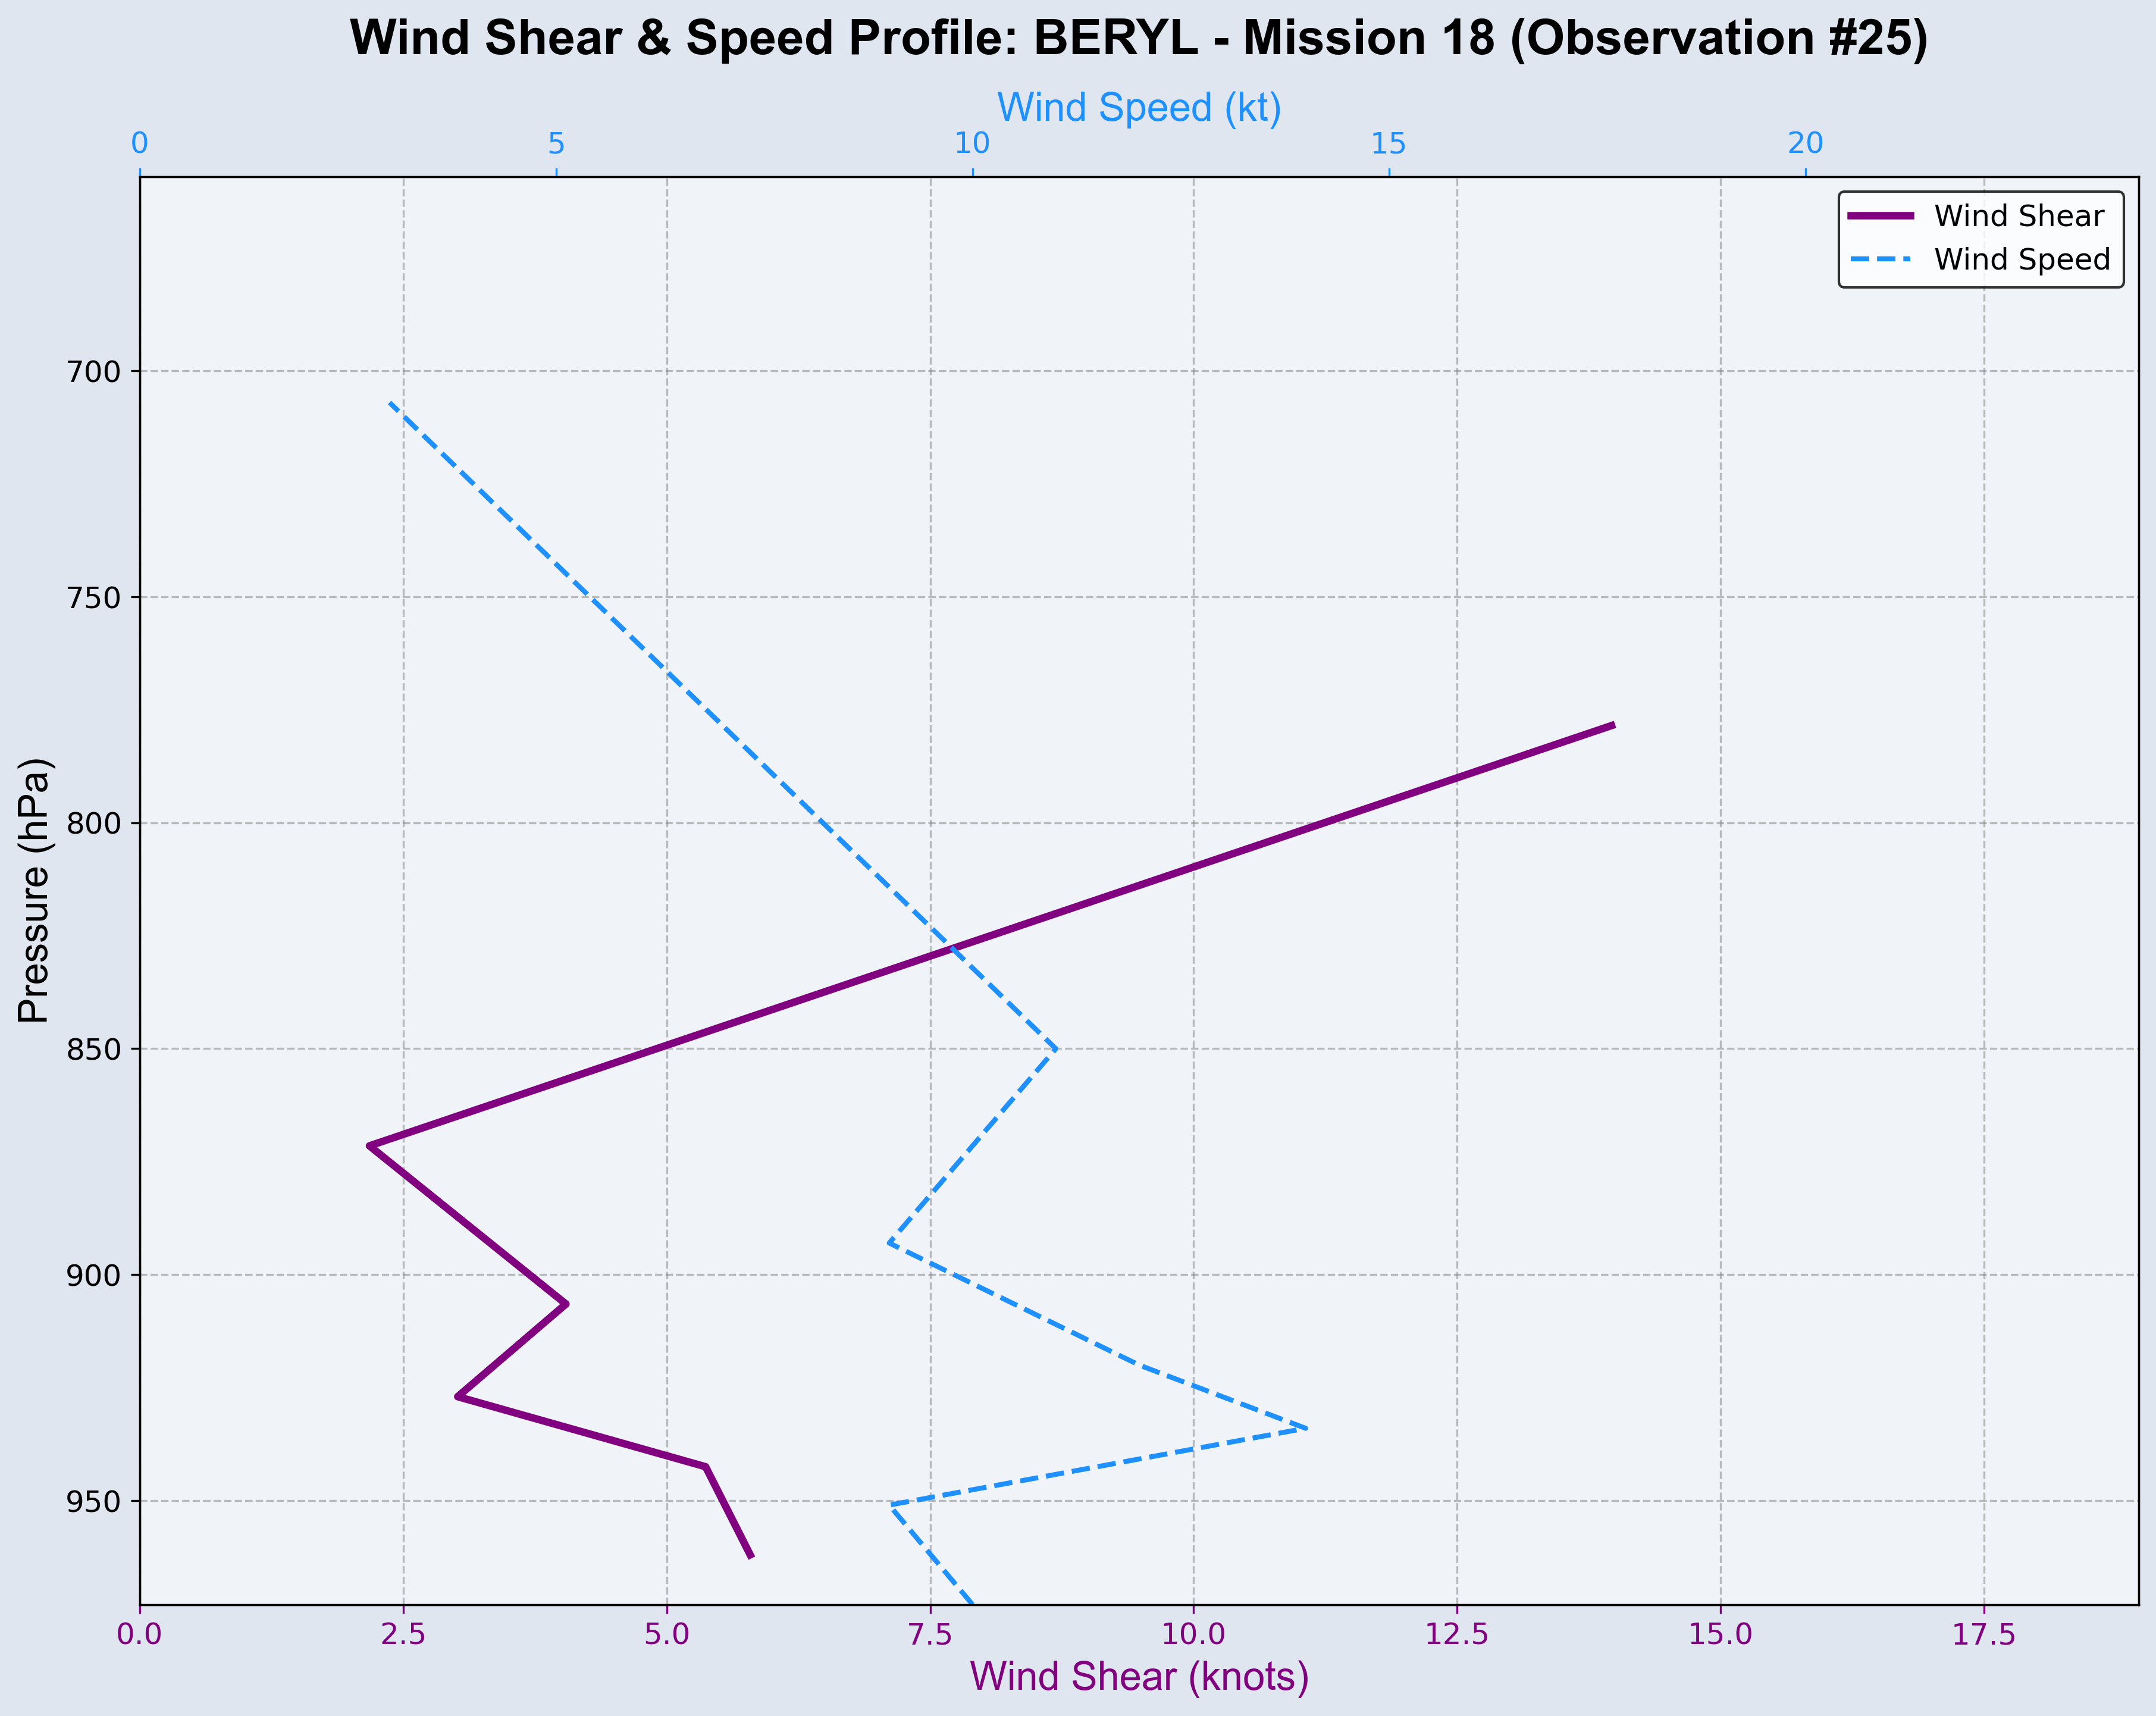 Wind Shear & Speed Profile: BERYL - Mission 18 (Observation #25)
Wind Speed (kt)
0 5 10 15 20
Wind Shear
Wind Speed
Pressure (hPa)
700
750
800
850
900
950
0.0 2.5 5.0 7.5 10.0 12.5 15.0 17.5
Wind Shear (knots)